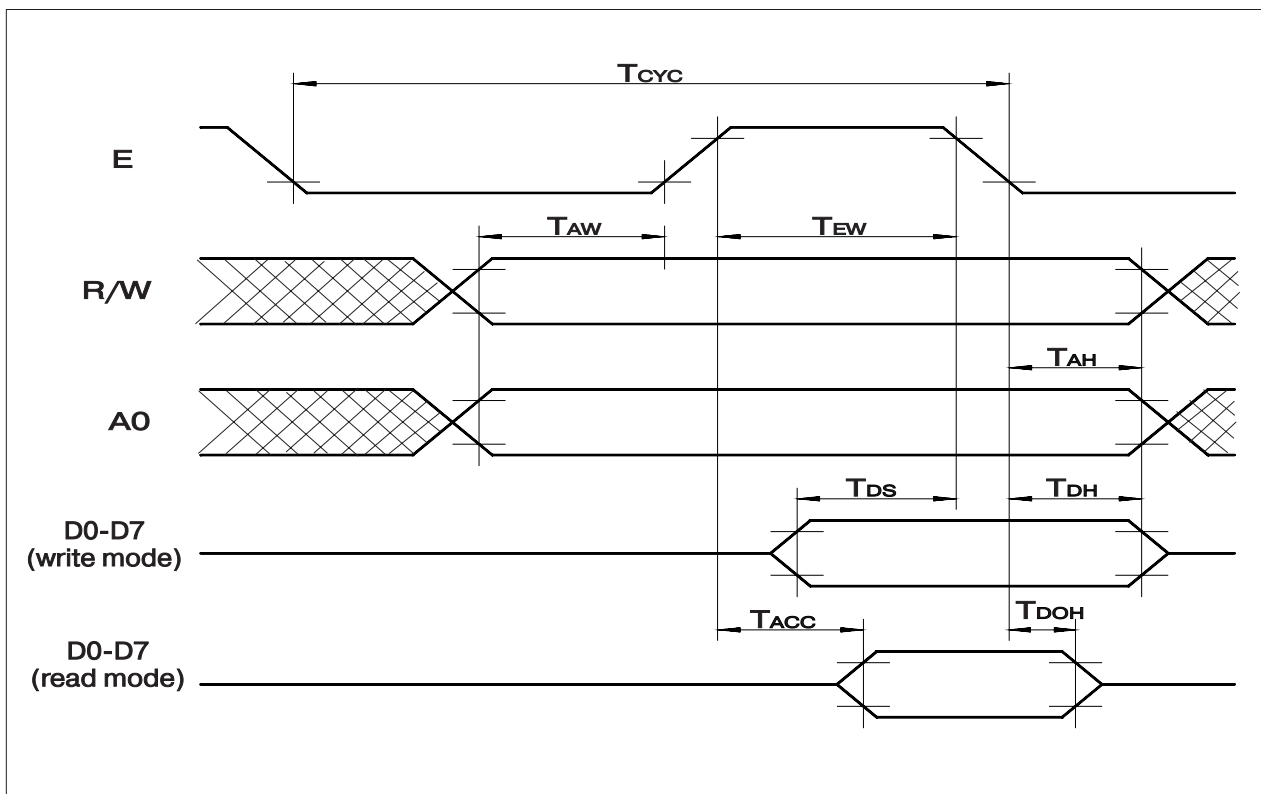 TCYC
E
TAW
TEW
R/W
TAH
A0
TDS
TDH
D0-D7
(write mode)
TACC
TDOH
D0-D7
(read mode)